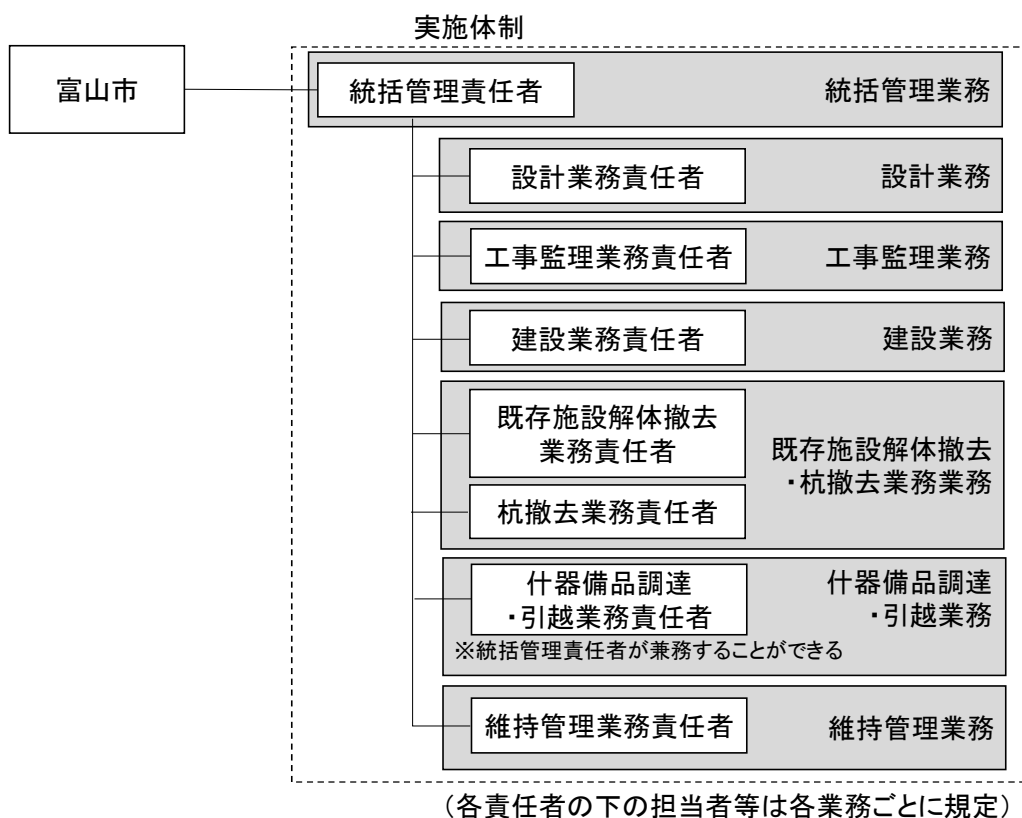 実施体制
富山市
統括管理責任者
統括管理業務
設計業務責任者
設計業務
工事監理業務責任者
工事監理業務
建設業務責任者
建設業務
既存施設解体撤去
業務責任者
杭撤去業務責任者
既存施設解体撤去
・杭撤去業務業務
什器備品調達
・引越業務責任者
什器備品調達
・引越業務
※統括管理責任者が兼務することができる
維持管理業務責任者
維持管理業務
(各責任者の下の担当者等は各業務ごとに規定)